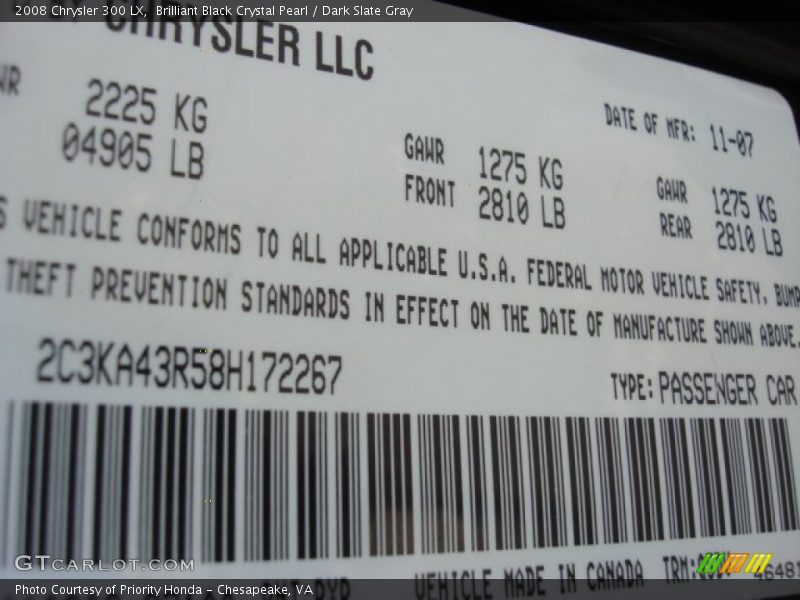 2008 Chrysler 300 LX, Brilliant Black Crystal Pearl / Dark Slate Gray
CHRYSLER LLC
DATE OF MFR: 11-07
2225 KG
04905 LB
GAWR 1275 KG
FRONT 2810 LB
GAWR 1275 KG
REAR 2810 LB
VEHICLE CONFORMS TO ALL APPLICABLE U.S.A. FEDERAL MOTOR VEHICLE SAFETY,
THEFT PREVENTION STANDARDS IN EFFECT ON THE DATE OF MANUFACTURE SHOWN ABOVE.
2C3KA43R58H172267
TYPE: PASSENGER CAR
GTCARLOT.COM
VEHICLE MADE IN CANADA TRM:
Photo Courtesy of Priority Honda - Chesapeake, VA